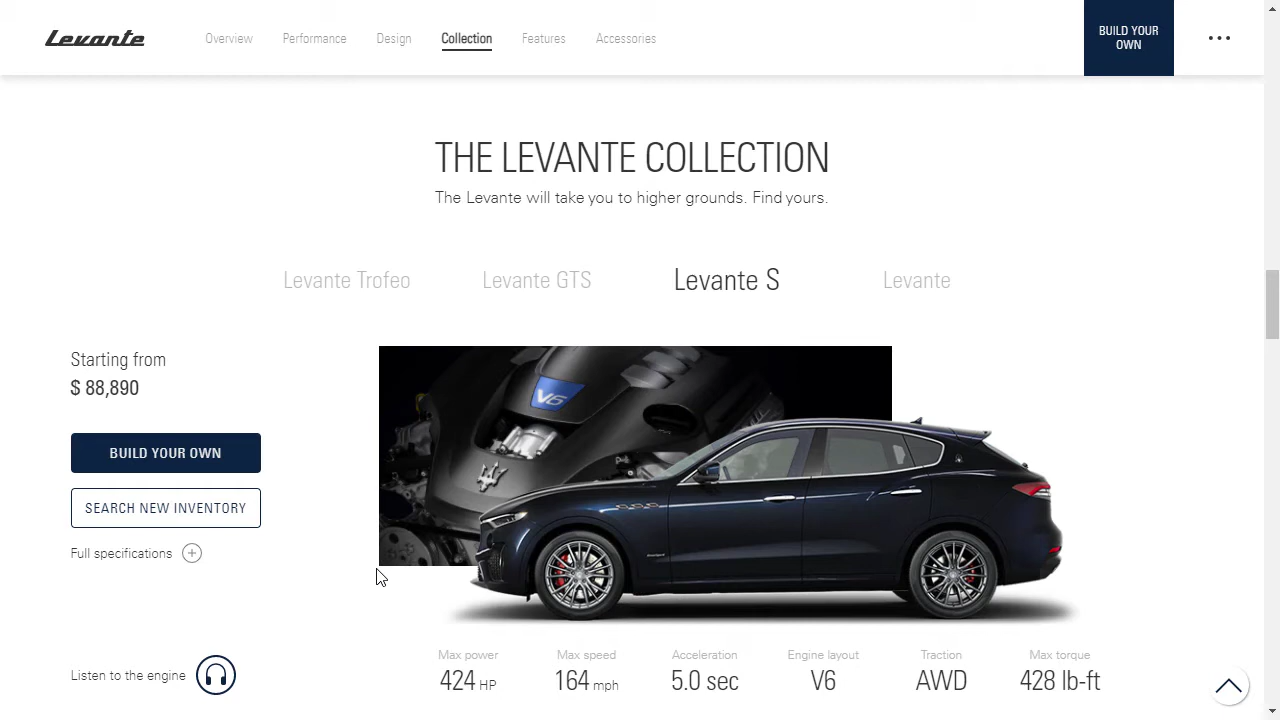 Levante
Overview
Performance
Design
Collection
Features
Accessories
BUILD YOUR
OWN
THE LEVANTE COLLECTION
The Levante will take you to higher grounds. Find yours.
Levante Trofeo
Levante GTS
Levante S
Levante
Starting from
$ 88,890
BUILD YOUR OWN
SEARCH NEW INVENTORY
Full specifications
V6
Listen to the engine
Max power
424 HP
Max speed
164 mph
Acceleration
5.0 sec
Engine layout
V6
Traction
AWD
Max torque
428 lb-ft